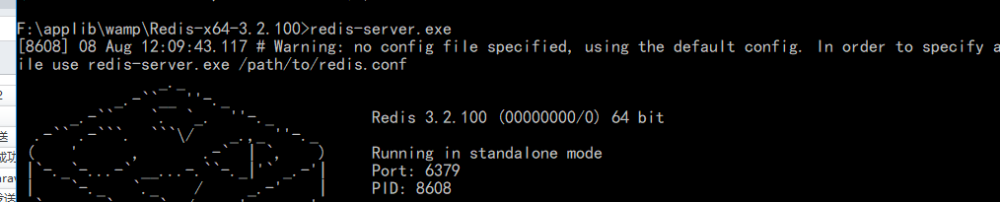 F:\applib\wamp\Redis-x64-3.2.100>redis-server.exe
[8608] 08 Aug 12:09:43.117 # Warning: no config file specified, using the default config. In order to specify a
ile use redis-server.exe /path/to/redis.conf
Redis 3.2.100 (00000000/0) 64 bit
Running in standalone mode
Port: 6379
PID: 8608